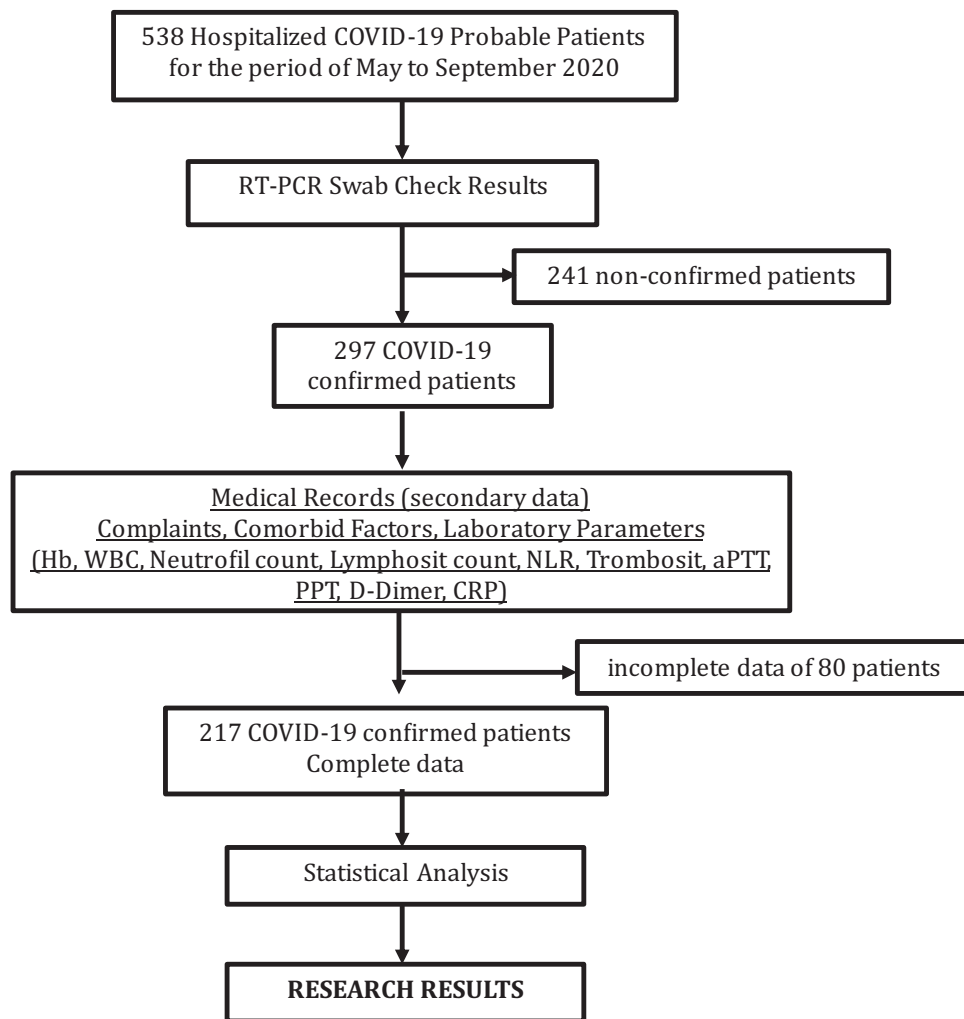 538 Hospitalized COVID-19 Probable Patients
for the period of May to September 2020
RT-PCR Swab Check Results
241 non-confirmed patients
297 COVID-19
confirmed patients
Medical Records (secondary data)
Complaints, Comorbid Factors, Laboratory Parameters
(Hb, WBC, Neutrofil count, Lymphosit count, NLR, Trombosit, aPTT,
PPT, D-Dimer, CRP)
incomplete data of 80 patients
217 COVID-19 confirmed patients
Complete data
Statistical Analysis
RESEARCH RESULTS